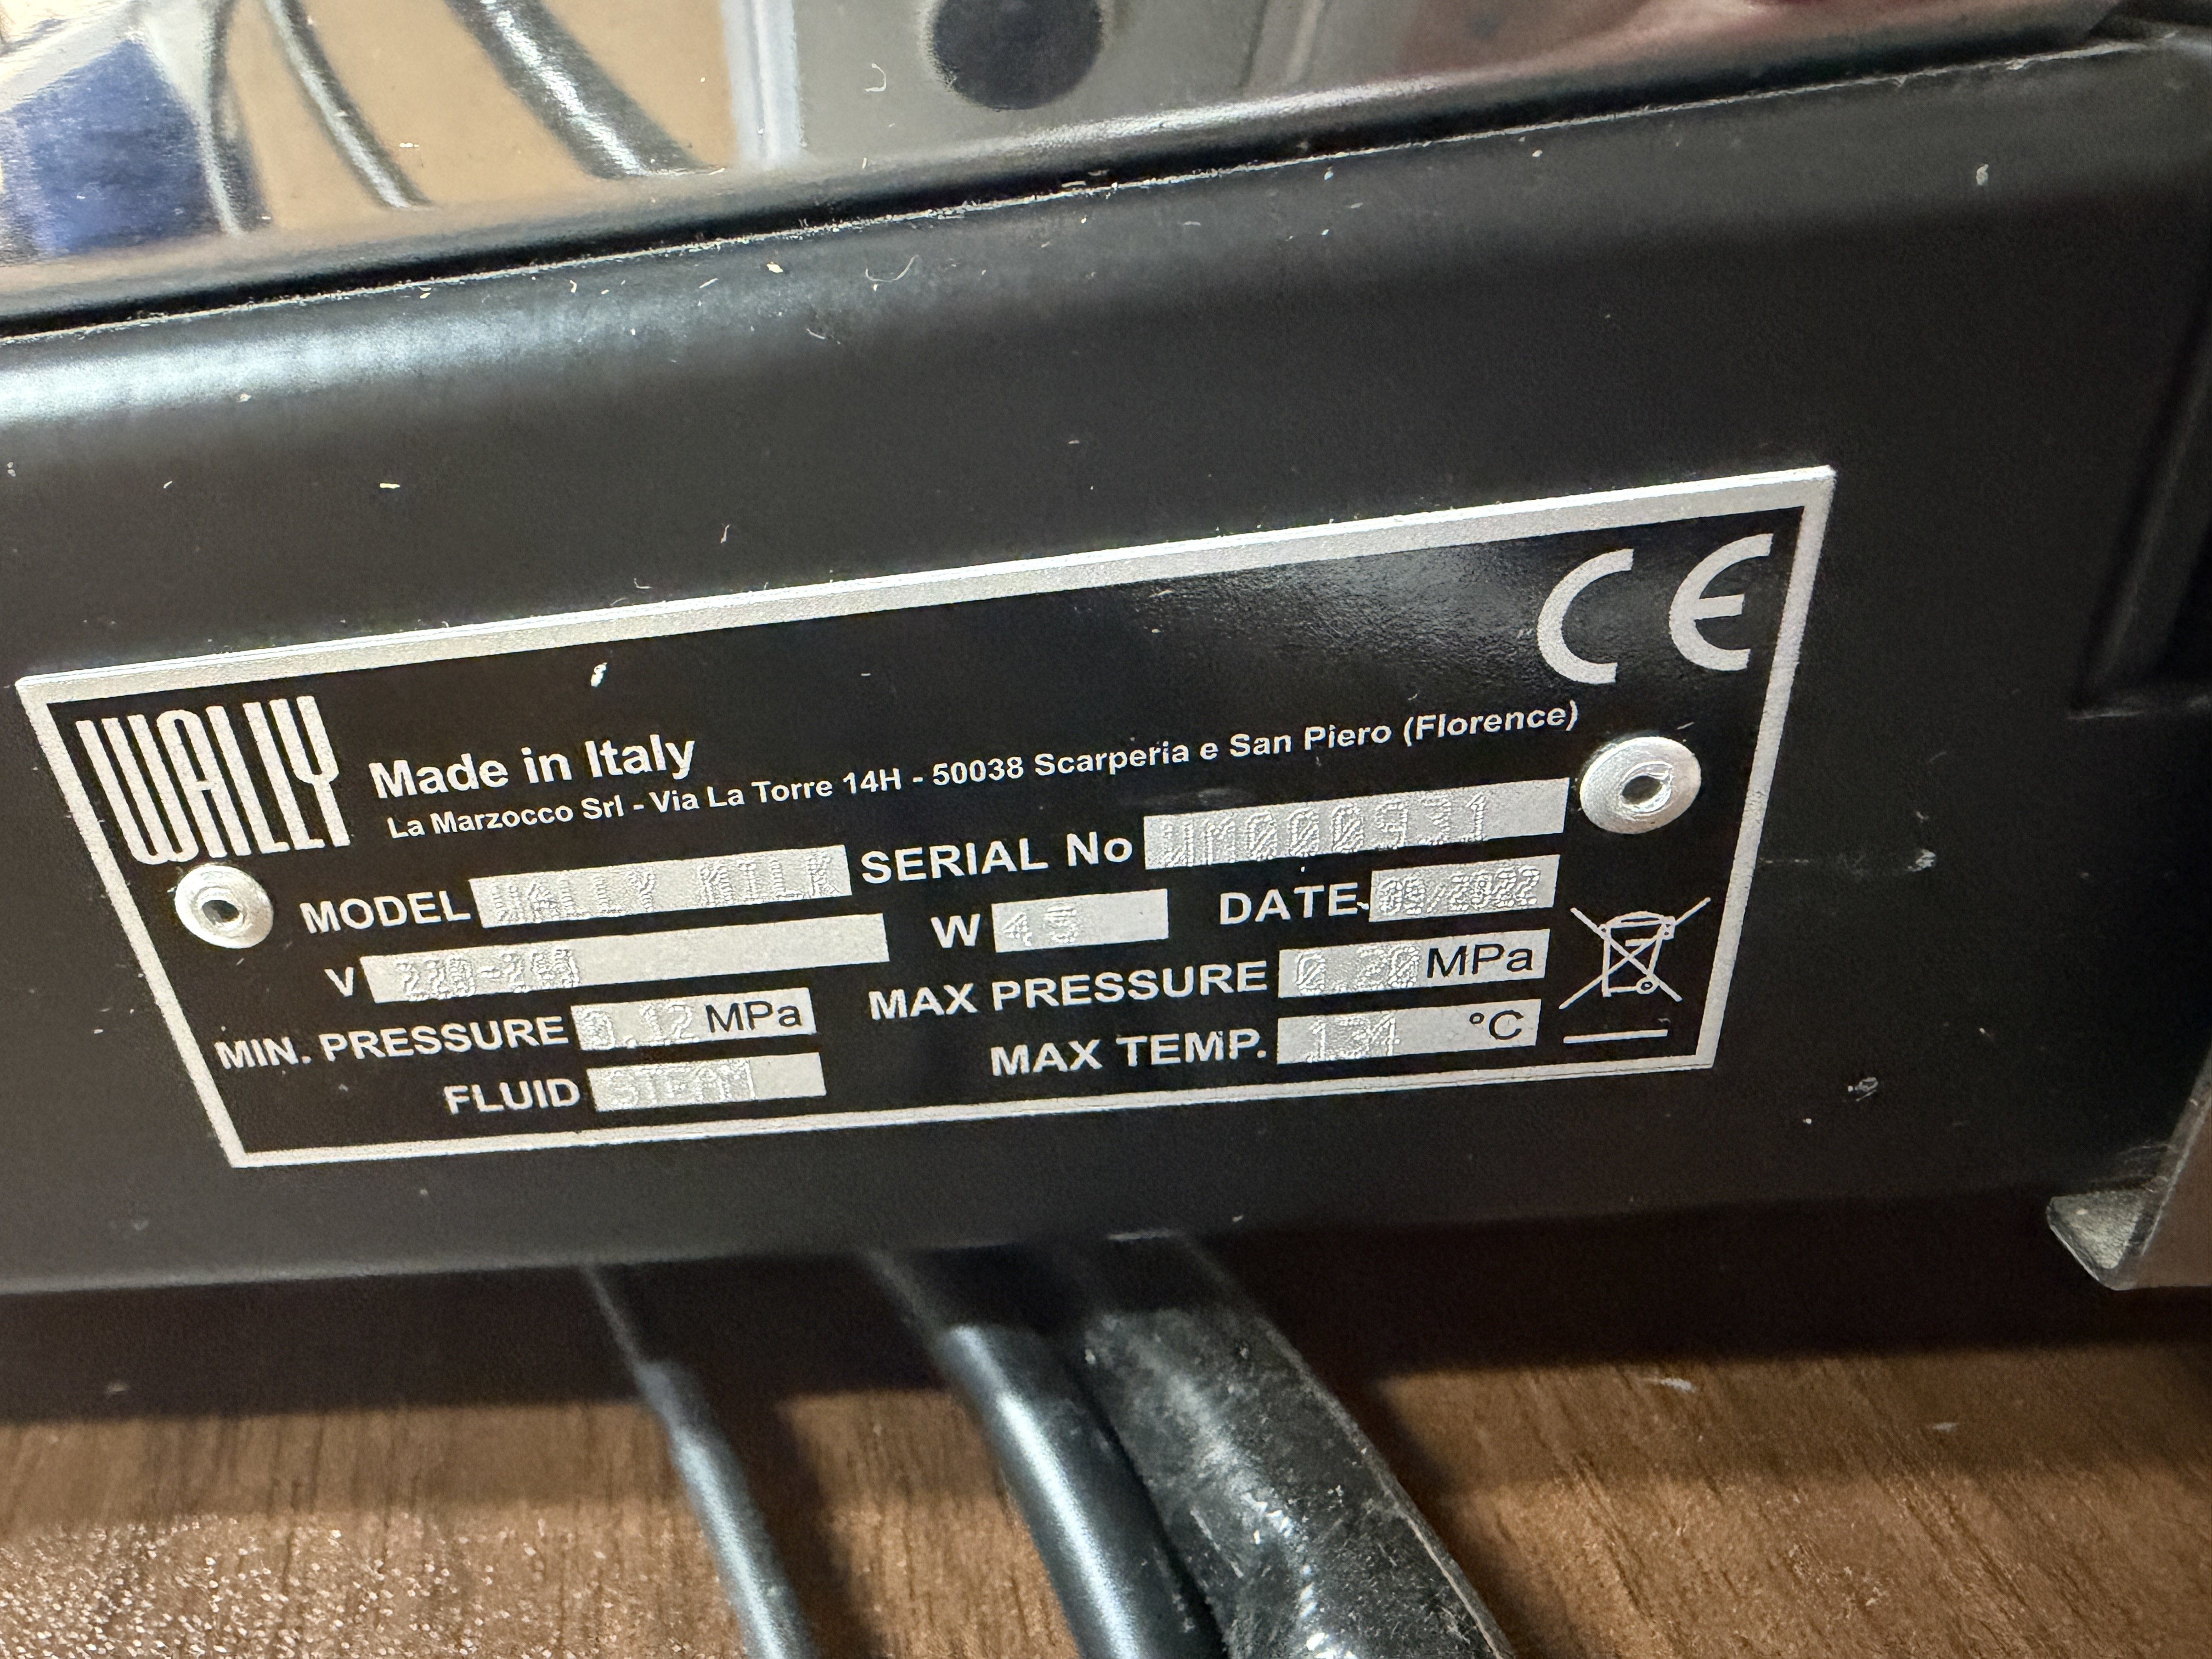 WALLY
Made in Italy
La Marzocco Srl - Via La Torre 14H - 50038 Scarperia e San Piero (Florence)
CE
MODEL WALLY MILK SERIAL No WM000931
V W 45 DATE 09/2022
MIN. PRESSURE 0.12 MPa MAX PRESSURE 0.20 MPa
FLUID STEAM MAX TEMP. 134 °C